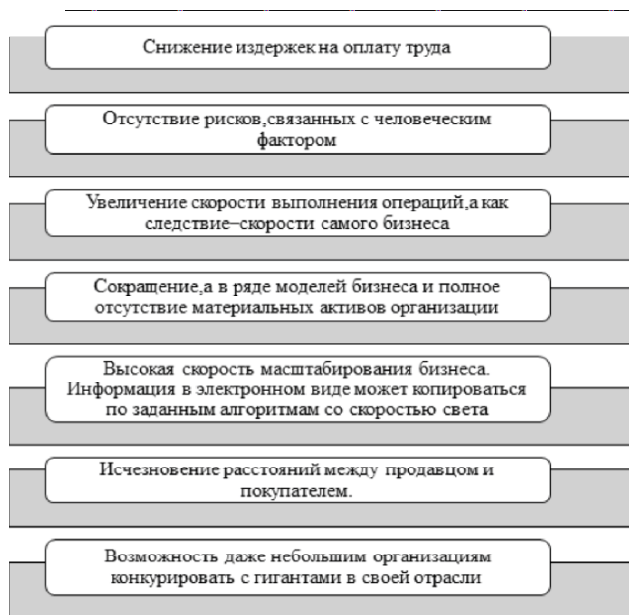 Снижение издержек на оплату труда
Отсутствие рисков,связанных с человеческим
фактором
Увеличение скорости выполнения операций,а как
следствие–скорости самого бизнеса
Сокращение,а в ряде моделей бизнеса и полное
отсутствие материальных активов организации
Высокая скорость масштабирования бизнеса.
Информация в электронном виде может копироваться
по заданным алгоритмам со скоростью света
Исчезновение расстояний между продавцом и
покупателем.
Возможность даже небольшим организациям
конкурировать с гигантами в своей отрасли